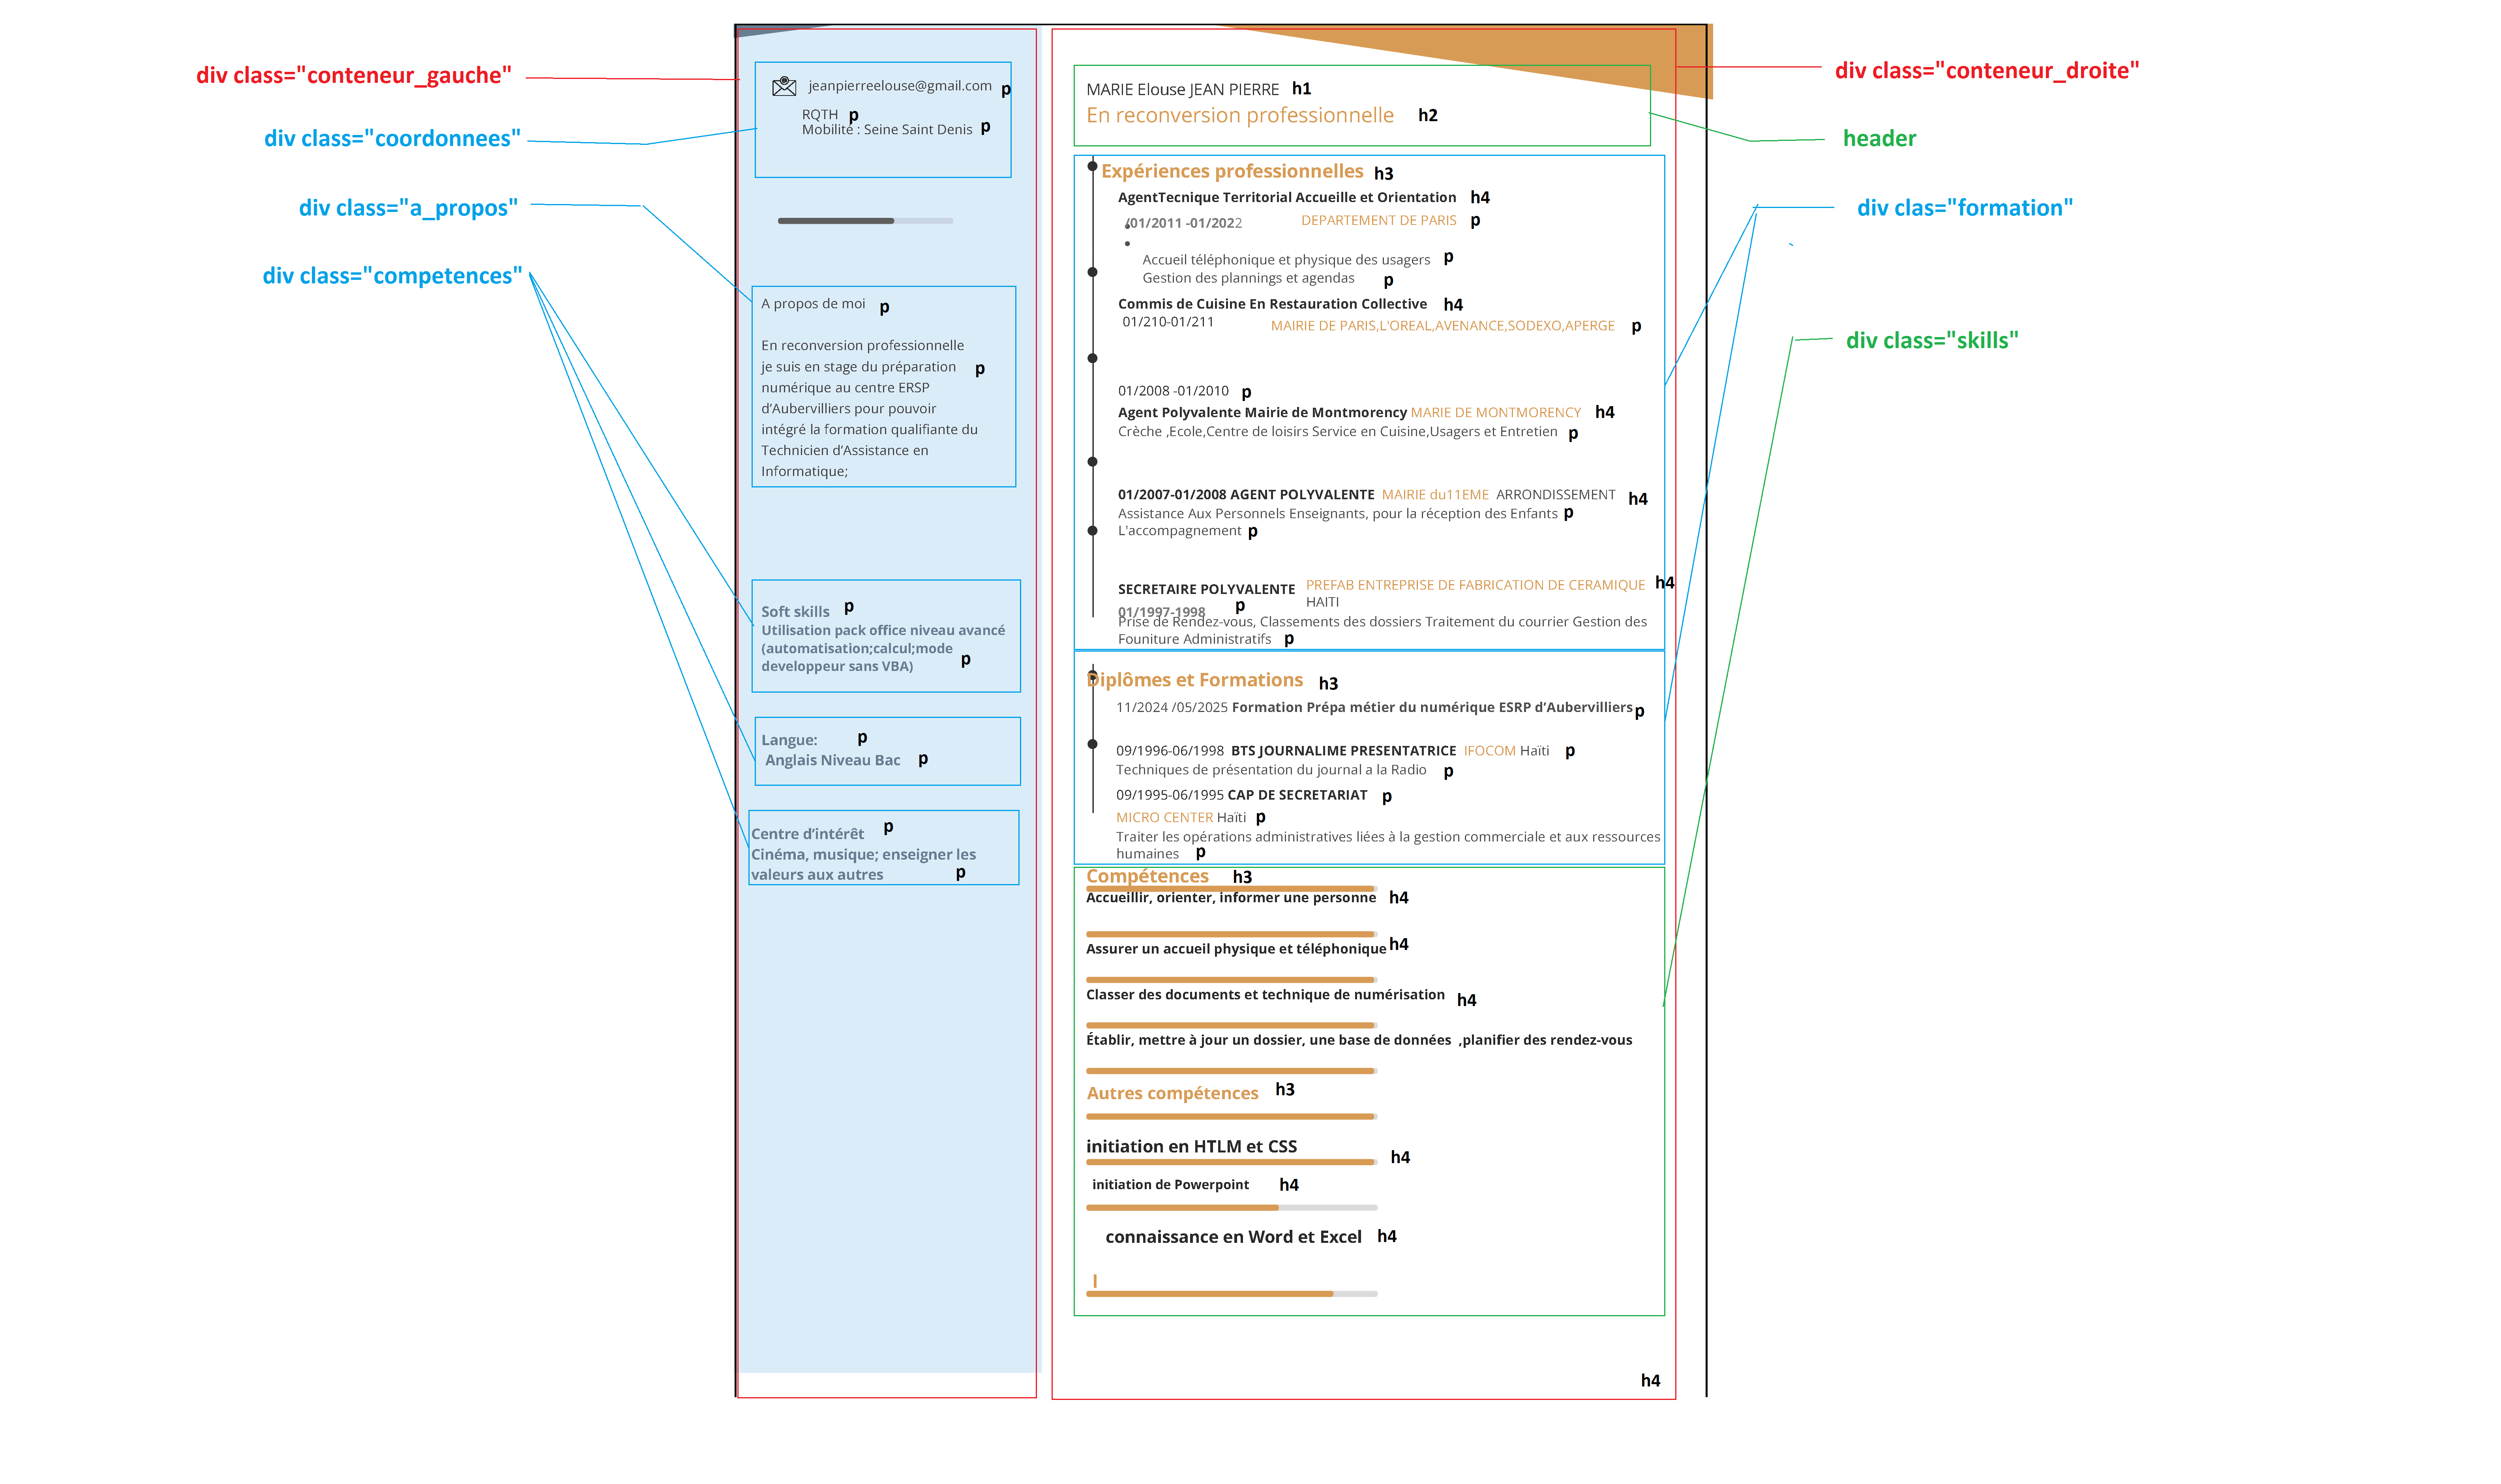 div class="conteneur_gauche"
div class="coordonnees"
div class="a_propos"
div class="competences"
jeanpierreelouse@gmail.com p
RQTH p
Mobilité : Seine Saint Denis p
A propos de moi p
En reconversion professionnelle
je suis en stage du préparation p
numérique au centre ERSP
d’Aubervilliers pour pouvoir
intégré la formation qualifiante du
Technicien d’Assistance en
Informatique;
Soft skills p
Utilisation pack office niveau avancé
(automatisation;calcul;mode
developpeur sans VBA) p
Langue: p
Anglais Niveau Bac p
Centre d’intérêt p
Cinéma, musique; enseigner les
valeurs aux autres p
MARIE Elouse JEAN PIERRE h1
En reconversion professionnelle h2
Expériences professionnelles h3
AgentTecnique Territorial Accueille et Orientation h4
01/2011 -01/2022 DEPARTEMENT DE PARIS p
Accueil téléphonique et physique des usagers p
Gestion des plannings et agendas p
Commis de Cuisine En Restauration Collective h4
01/210-01/211 MAIRIE DE PARIS,L'OREAL,AVENANCE,SODEXO,APERGE p
01/2008 -01/2010 p
Agent Polyvalente Mairie de Montmorency MARIE DE MONTMORENCY h4
Crèche ,Ecole,Centre de loisirs Service en Cuisine,Usagers et Entretien p
01/2007-01/2008 AGENT POLYVALENTE MAIRIE du11EME ARRONDISSEMENT h4
Assistance Aux Personnels Enseignants, pour la réception des Enfants p
L'accompagnement p
SECRETAIRE POLYVALENTE PREFAB ENTREPRISE DE FABRICATION DE CERAMIQUE h4
HAITI
01/1997-1998 p
Prise de Rendez-vous, Classements des dossiers Traitement du courrier Gestion des
Founiture Administratifs p
Diplômes et Formations h3
11/2024 /05/2025 Formation Prépa métier du numérique ESRP d’Aubervilliers p
09/1996-06/1998 BTS JOURNALIME PRESENTATRICE IFOCOM Haïti p
Techniques de présentation du journal a la Radio p
09/1995-06/1995 CAP DE SECRETARIAT p
MICRO CENTER Haïti p
Traiter les opérations administratives liées à la gestion commerciale et aux ressources
humaines p
Compétences h3
Accueillir, orienter, informer une personne h4
Assurer un accueil physique et téléphonique h4
Classer des documents et technique de numérisation h4
Établir, mettre à jour un dossier, une base de données ,planifier des rendez-vous
Autres compétences h3
initiation en HTLM et CSS
h4
initiation de Powerpoint h4
connaissance en Word et Excel h4
l
h4
div class="conteneur_droite"
header
div clas="formation"
div class="skills"